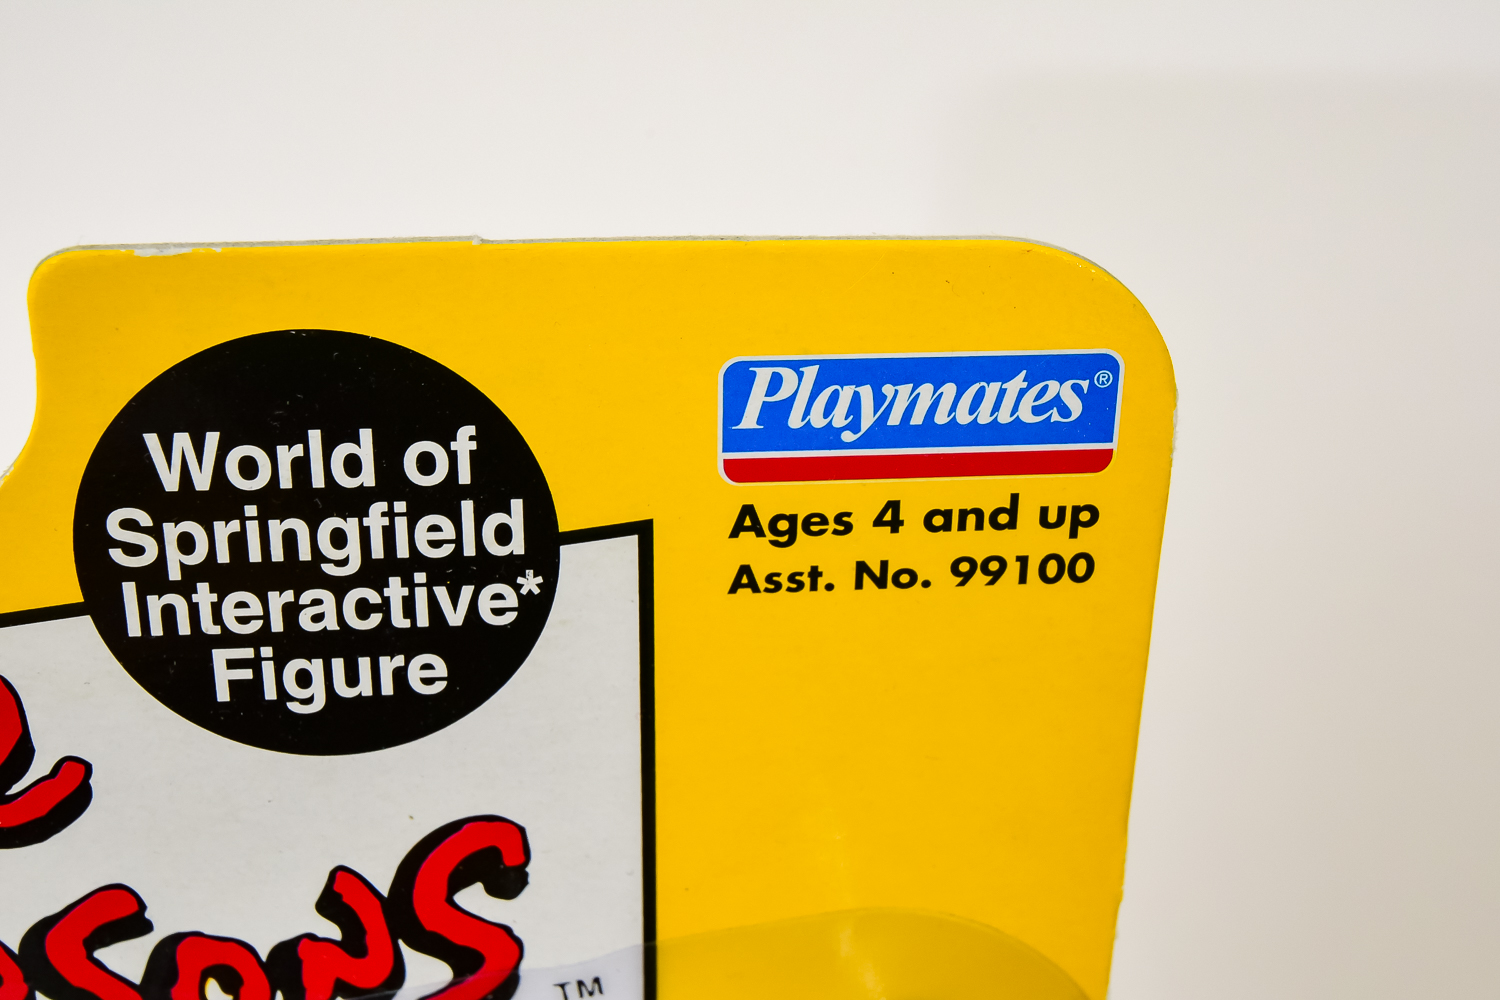 World of
Springfield
Interactive*
Figure
Playmates®
Ages 4 and up
Asst. No. 99100
TM